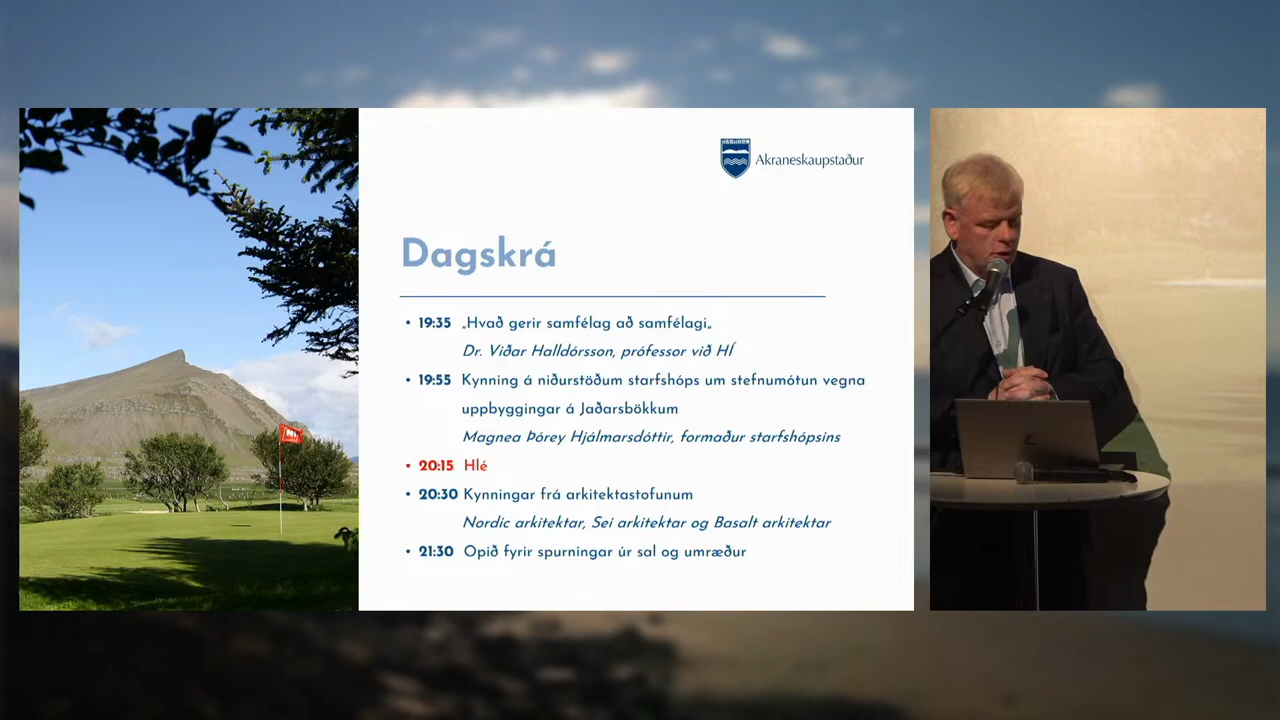 Akraneskaupstaður
Dagskrá
• 19:35 „Hvað gerir samfélag að samfélagi„
Dr. Viðar Halldórsson, prófessor við HÍ
• 19:55 Kynning á niðurstöðum starfshóps um stefnumótun vegna
uppbyggingar á Jaðarsbökkum
Magnea Þórey Hjálmarsdóttir, formaður starfshópsins
• 20:15 Hlé
• 20:30 Kynningar frá arkitektastofunum
Nordic arkitektar, Sei arkitektar og Basalt arkitektar
• 21:30 Opið fyrir spurningar úr sal og umræður